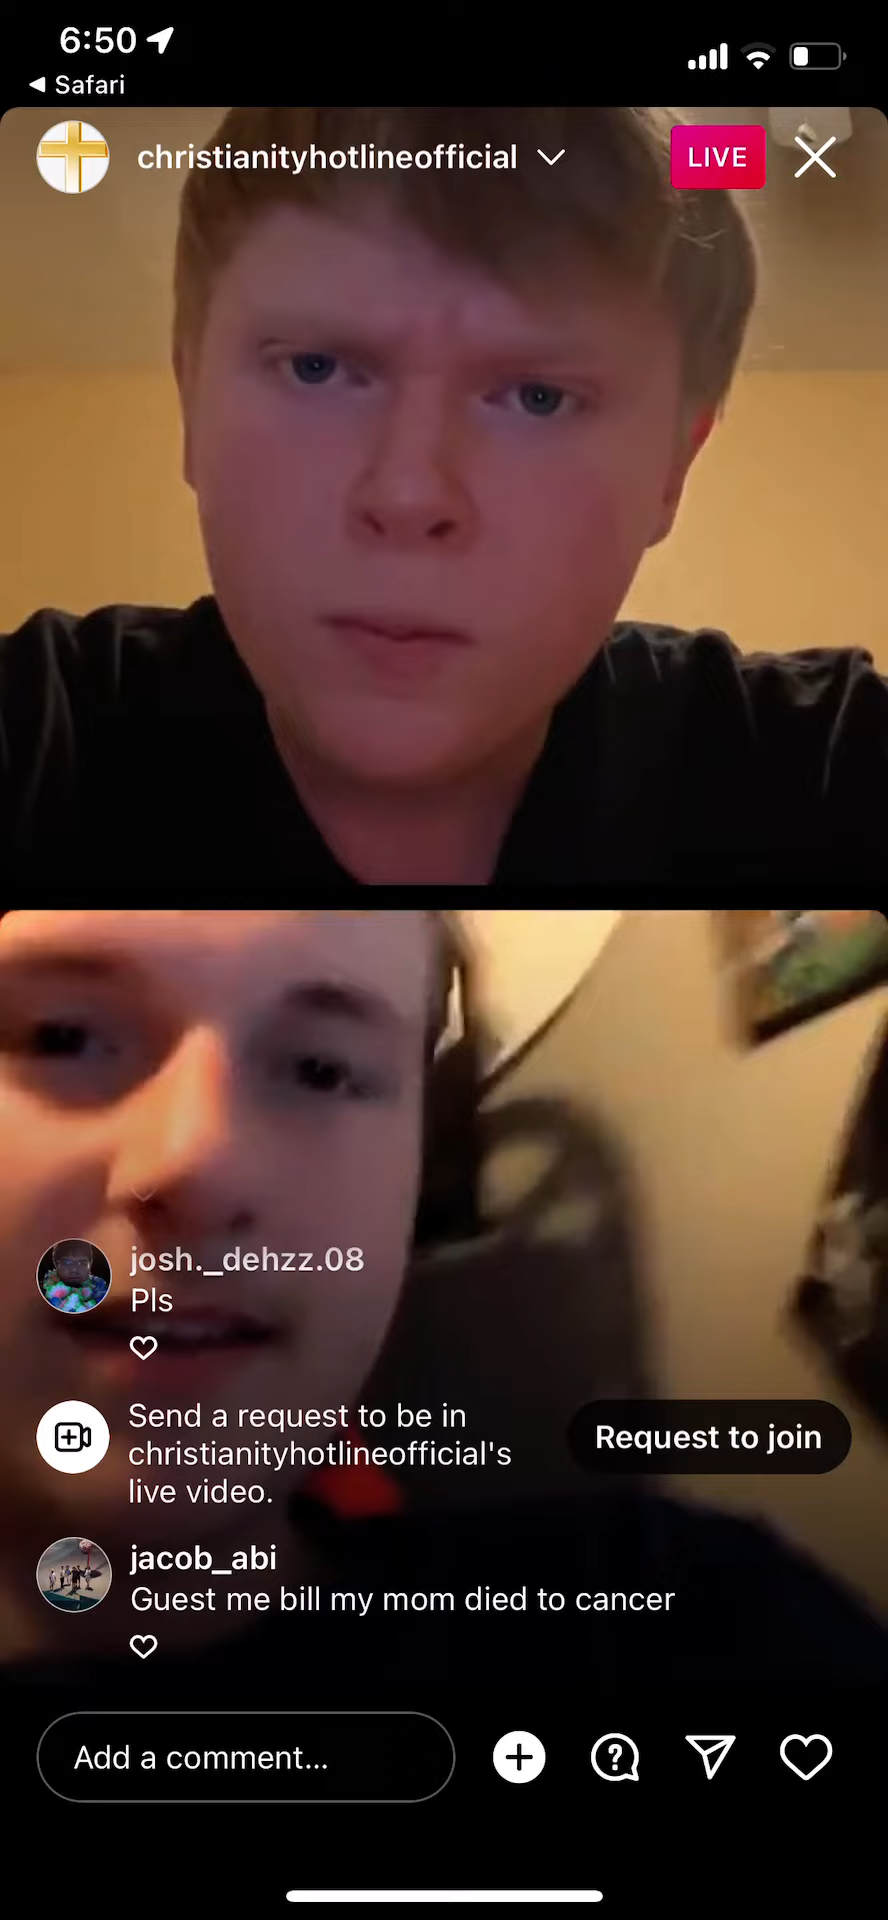 6:50
Safari
christianityhotlineofficial
LIVE
josh._dehzz.08
Pls
Send a request to be in
christianityhotlineofficial's
live video.
Request to join
jacob_abi
Guest me bill my mom died to cancer
Add a comment...